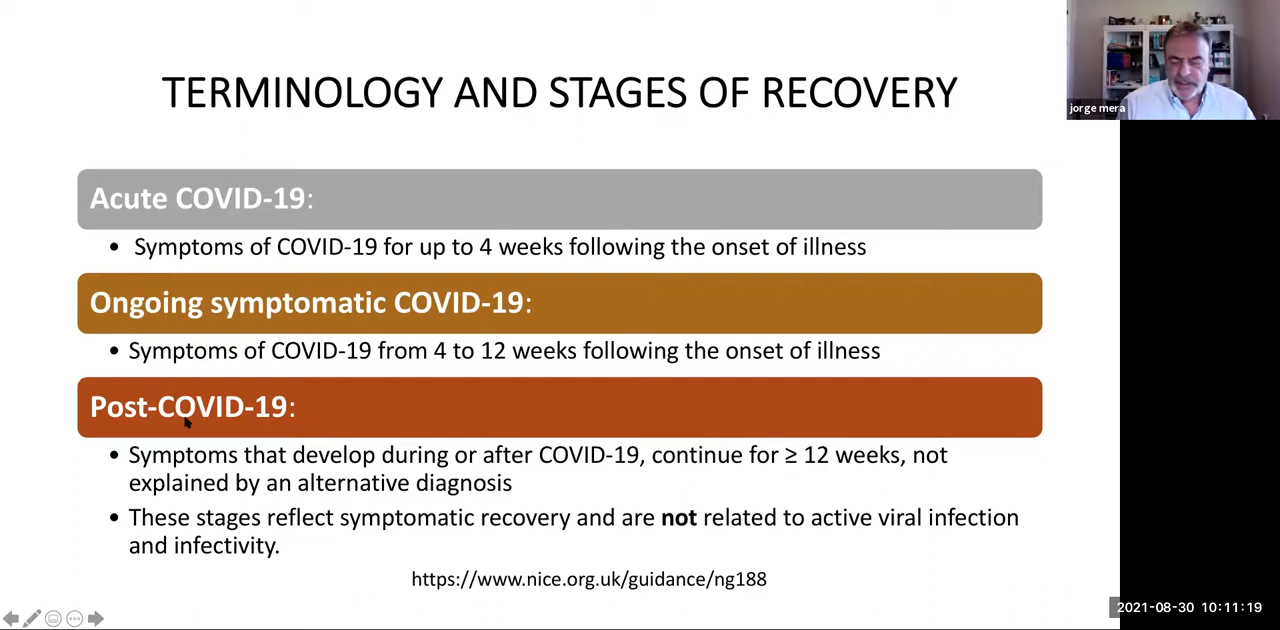 TERMINOLOGY AND STAGES OF RECOVERY
jorge mera
Acute COVID-19:
• Symptoms of COVID-19 for up to 4 weeks following the onset of illness
Ongoing symptomatic COVID-19:
• Symptoms of COVID-19 from 4 to 12 weeks following the onset of illness
Post-COVID-19:
• Symptoms that develop during or after COVID-19, continue for ≥ 12 weeks, not
explained by an alternative diagnosis
• These stages reflect symptomatic recovery and are not related to active viral infection
and infectivity.
https://www.nice.org.uk/guidance/ng188
2021-08-30 10:11:19